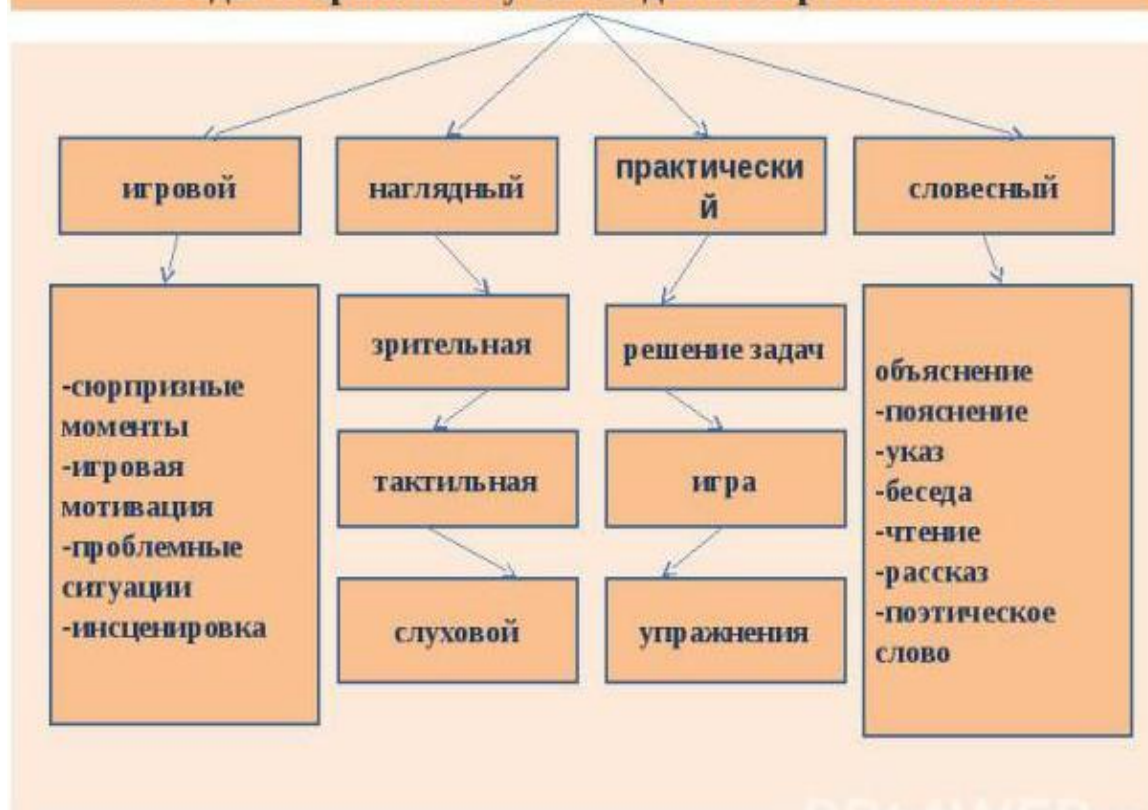 игровой
наглядный
практически
й
словесный
-сюрпризные
моменты
-игровая
мотивация
-проблемные
ситуации
-инсценировка
зрительная
тактильная
слуховой
решение задач
игра
упражнения
объяснение
-пояснение
-указ
-беседа
-чтение
-рассказ
-поэтическое
слово